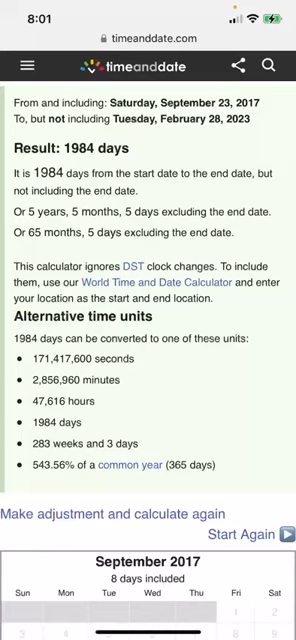 8:01
timeanddate.com
timeanddate
From and including: Saturday, September 23, 2017
To, but not including Tuesday, February 28, 2023
Result: 1984 days
It is 1984 days from the start date to the end date, but
not including the end date.
Or 5 years, 5 months, 5 days excluding the end date.
Or 65 months, 5 days excluding the end date.
This calculator ignores DST clock changes. To include
them, use our World Time and Date Calculator and enter
your location as the start and end location.
Alternative time units
1984 days can be converted to one of these units:
• 171,417,600 seconds
• 2,856,960 minutes
• 47,616 hours
• 1984 days
• 283 weeks and 3 days
• 543.56% of a common year (365 days)
Make adjustment and calculate again
Start Again
September 2017
8 days included
Sun Mon Tue Wed Thu Fri Sat
1 2
3 4 8 9